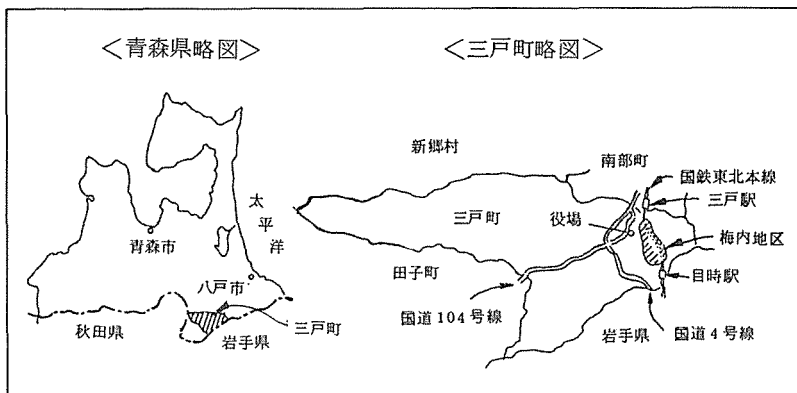 ＜青森県略図＞
青森市
太平洋
八戸市
秋田県
岩手県
三戸町
＜三戸町略図＞
新郷村
南部町
国鉄東北本線
三戸駅
三戸町
役場
梅内地区
田子町
目時駅
国道104号線
岩手県
国道4号線